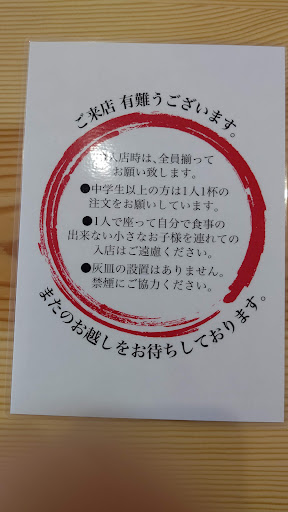 ご来店 有難うございます。
入店時は、全員揃って
お願い致します。
●中学生以上の方は1人1杯の
注文をお願いしています。
●1人で座って自分で食事の
出来ない小さなお子様を連れての
入店はご遠慮ください。
●灰皿の設置はありません。
禁煙にご協力ください。
またのお越しをお待ちしております。